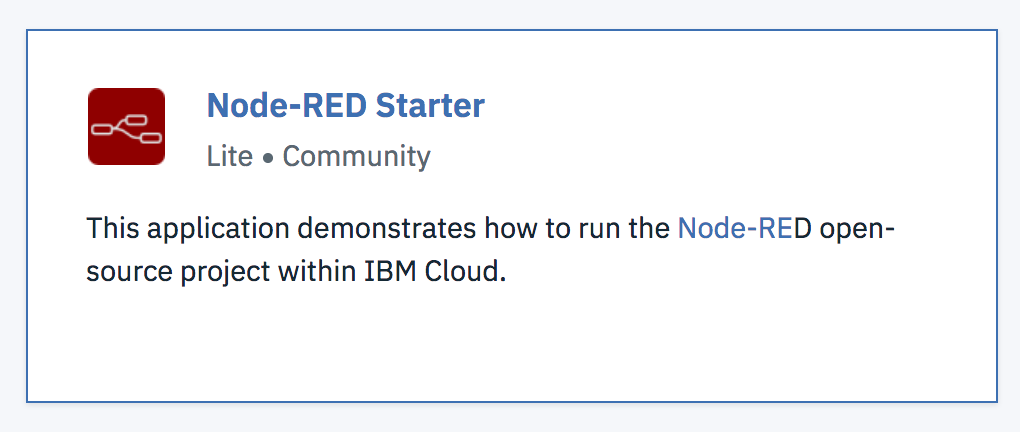 Node-RED Starter
Lite • Community
This application demonstrates how to run the Node-RED open-
source project within IBM Cloud.